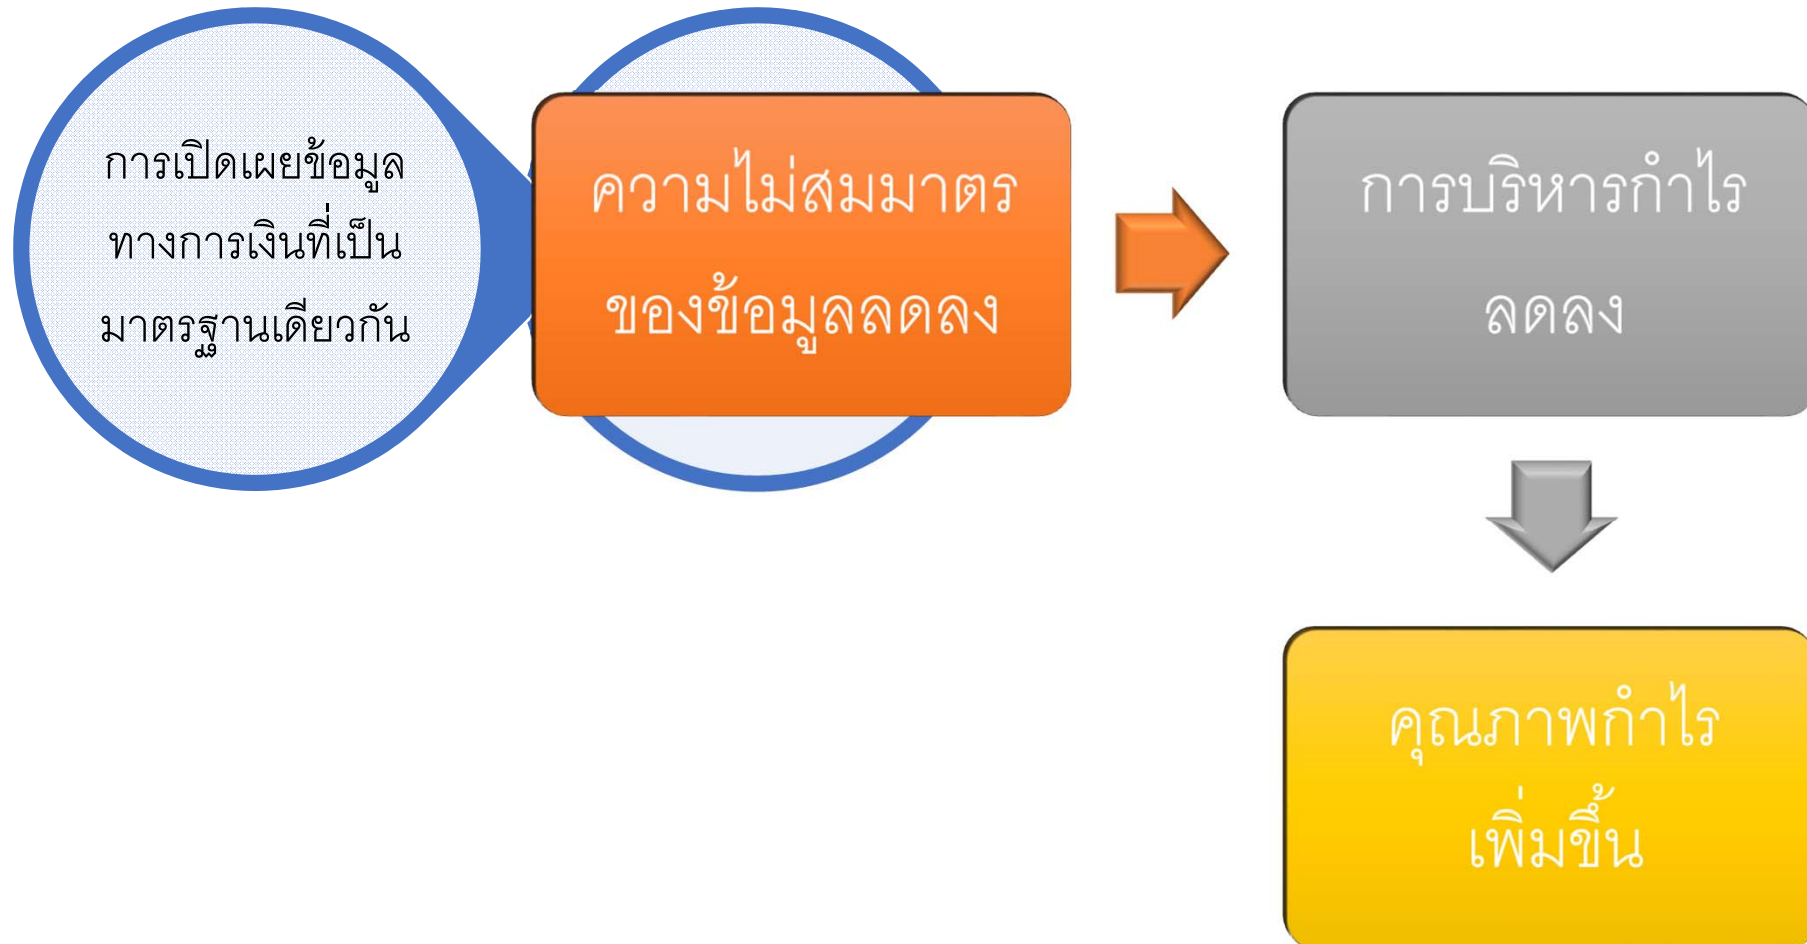 การเปิดเผยข้อมูล
ทางการเงินที่เป็น
มาตรฐานเดียวกัน
ความไม่สมมาตร
ของข้อมูลลดลง
การบริหารกำไร
ลดลง
คุณภาพกำไร
เพิ่มขึ้น